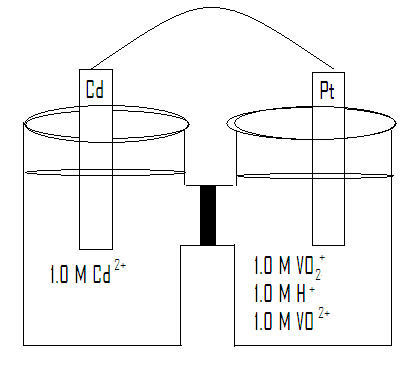 Cd
Pt
1.0 M Cd²⁺
1.0 M VO₂⁺
1.0 M H⁺
1.0 M VO²⁺